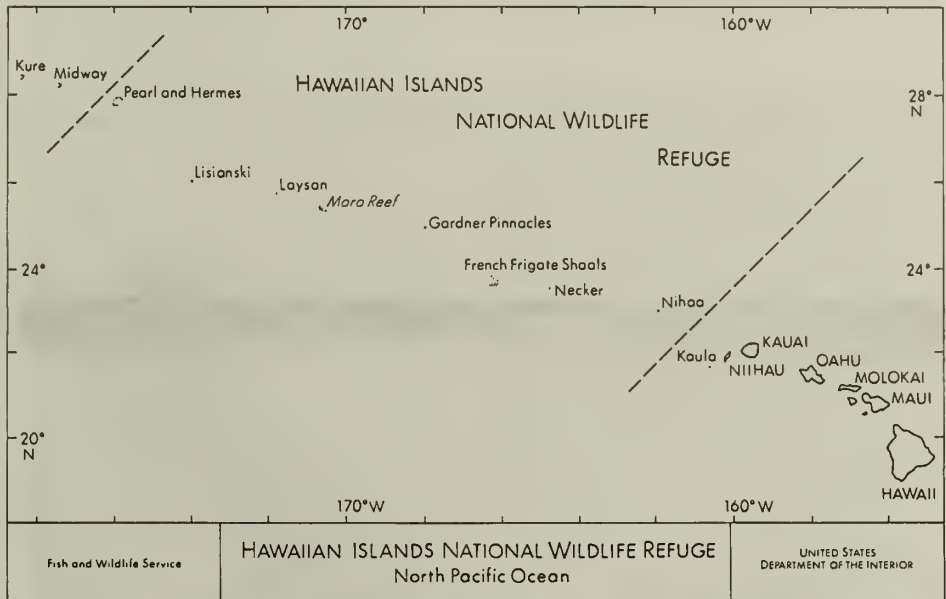 170°
160°W
Kure
Midway
Pearl and Hermes
HAWAIIAN ISLANDS
NATIONAL WILDLIFE
REFUGE
28°
N
Lisianski
Laysan
Maro Reef
Gardner Pinnacles
24°
French Frigate Shoals
Necker
24°
Nihoa
Kaula
NIIHAU
KAUAI
OAHU
MOLOKAI
MAUI
20°
N
HAWAII
170°W
160°W
Fish and Wildlife Service
HAWAIIAN ISLANDS NATIONAL WILDLIFE REFUGE
North Pacific Ocean
UNITED STATES
DEPARTMENT OF THE INTERIOR